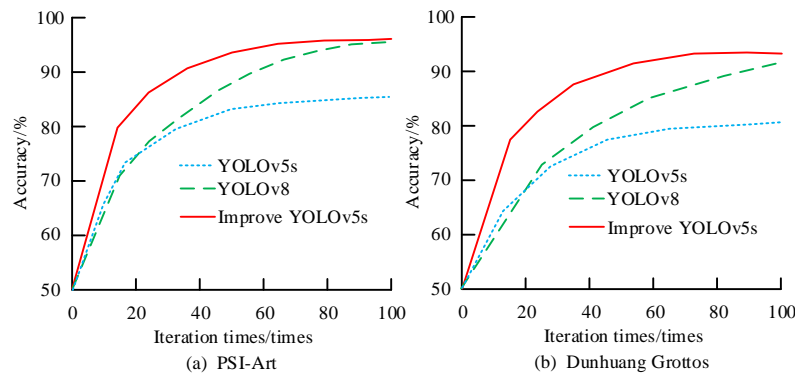 100
90
80
70
60
50
Accuracy/%
YOLOv5s
YOLOv8
Improve YOLOv5s
0 20 40 60 80 100
Iteration times/times
(a) PSI-Art
100
90
80
70
60
50
Accuracy/%
YOLOv5s
YOLOv8
Improve YOLOv5s
0 20 40 60 80 100
Iteration times/times
(b) Dunhuang Grottos